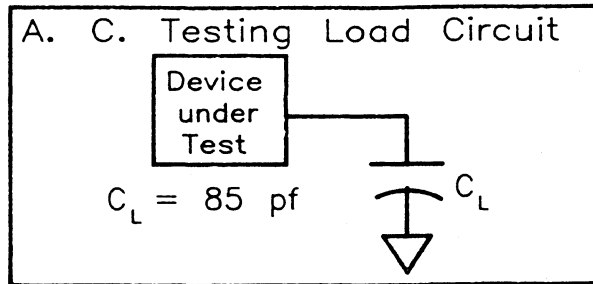 A. C. Testing Load Circuit
Device
under
Test
C_L = 85 pf
C_L